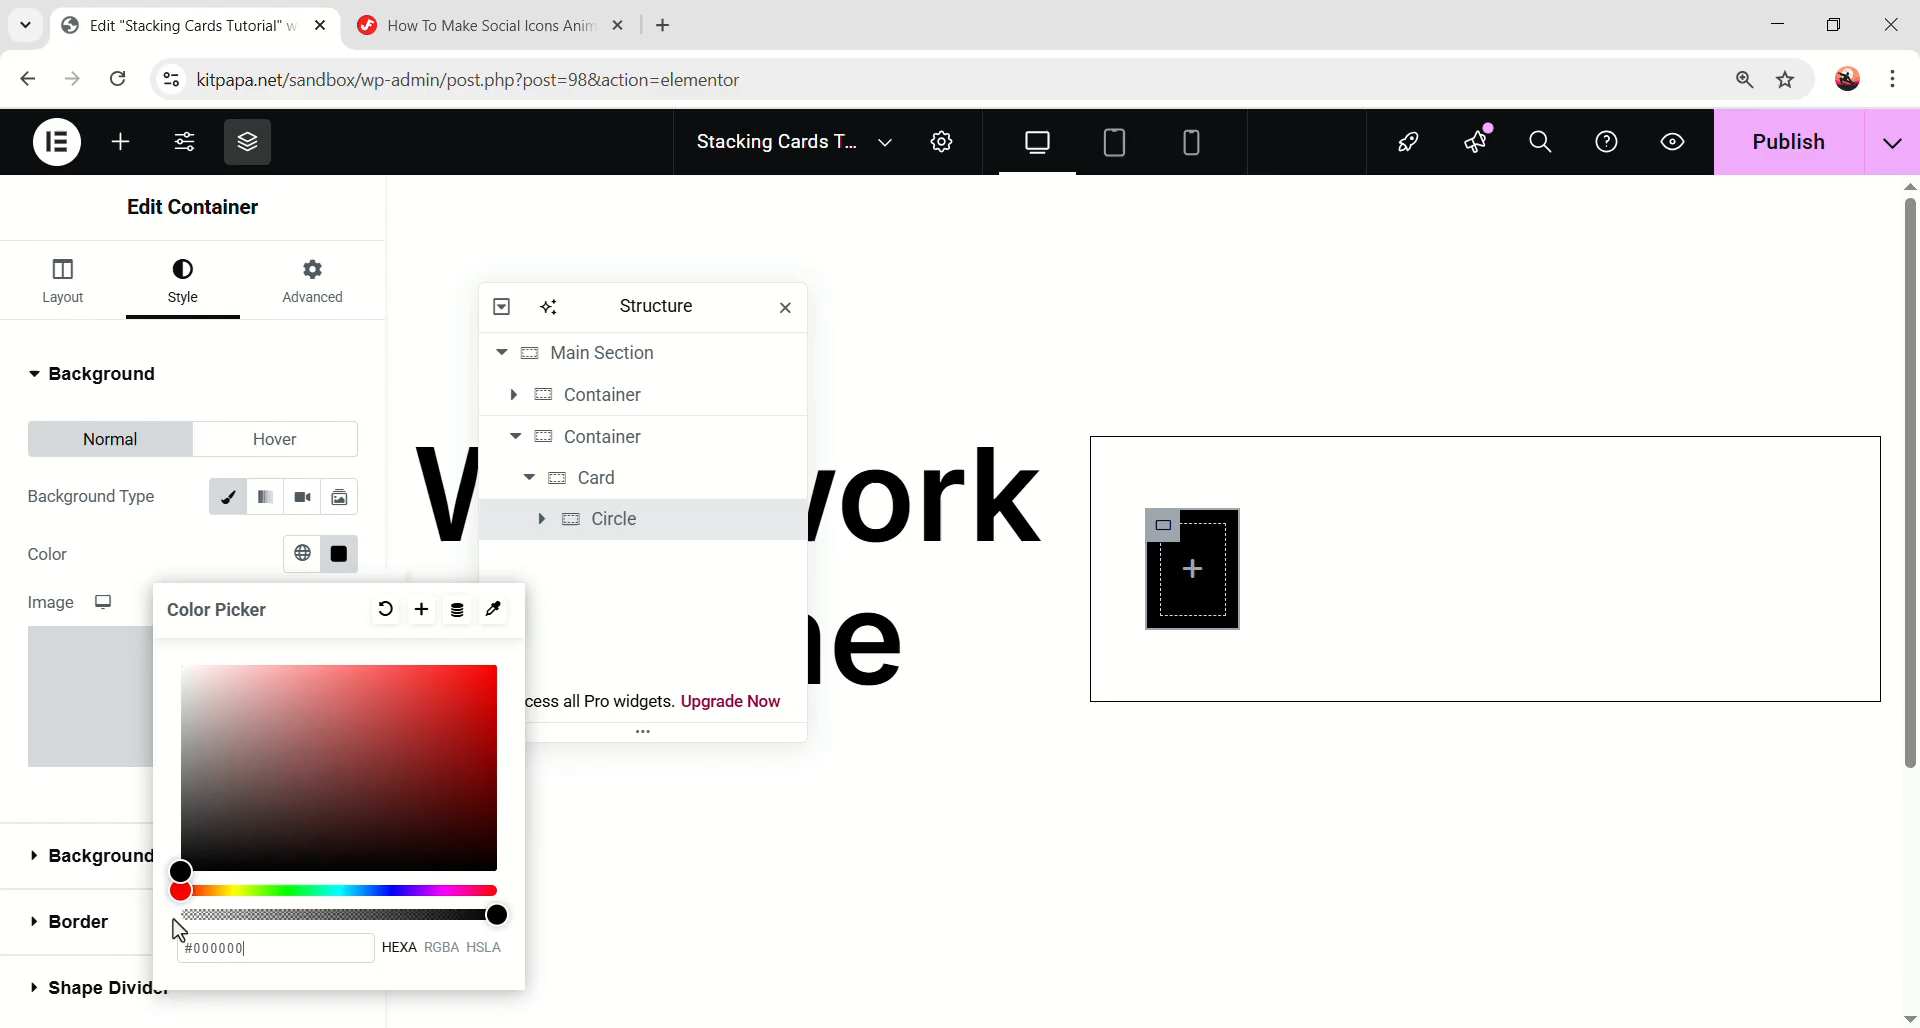 Edit "Stacking Cards Tutorial" w
How To Make Social Icons Anim
kitpapa.net/sandbox/wp-admin/post.php?post=98&action=elementor
Stacking Cards T...
Publish
Edit Container
Layout
Style
Advanced
Structure
Main Section
Container
Container
Card
Circle
Background
Normal
Hover
Background Type
Color
Image
Color Picker
#000000
HEXA RGBA HSLA
cess all Pro widgets. Upgrade Now
Background
Border
Shape Divider
work